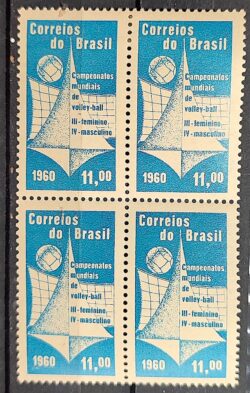 Correios
do Brasil
Campeonatos
mundiais
de
volley-ball
III-feminino
IV-masculino
1960 11,00
Correios
do Brasil
Campeonatos
mundiais
de
volley-ball
III-feminino
IV-masculino
1960 11,00
Correios
do Brasil
Campeonatos
mundiais
de
volley-ball
III-feminino
IV-masculino
1960 11,00
Correios
do Brasil
Campeonatos
mundiais
de
volley-ball
III-feminino
IV-masculino
1960 11,00